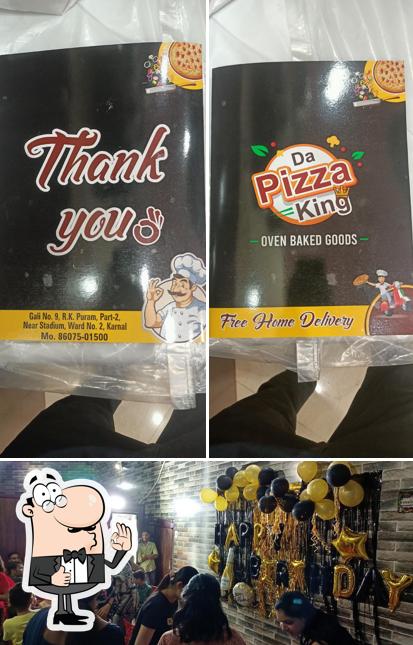 Thank
you
Gali No. 9, R.K. Puram, Part-2,
Near Stadium, Ward No. 2, Karnal
Mo. 86075-01500
Da
Pizza
King
OVEN BAKED GOODS
Free Home Delivery
HAPPY
BIRTHDAY